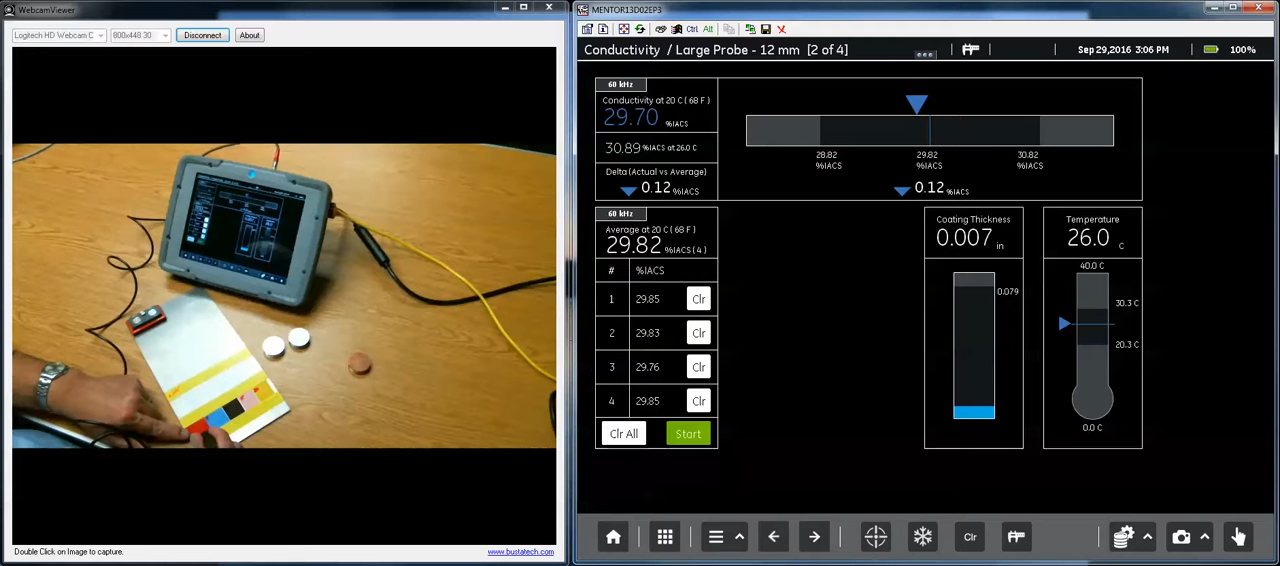 WebcamViewer
Logitech HD Webcam C
800x448 30
Disconnect
About
Double Click on Image to capture.
www.bustatech.com
MENTOR13D02EP3
Ctrl Alt
Conductivity / Large Probe - 12 mm [2 of 4]
Sep 29,2016 3:06 PM
100%
60 kHz
Conductivity at 20 C ( 68 F )
29.70 %IACS
30.89 %IACS at 26.0 C
Delta (Actual vs Average)
0.12 %IACS
28.82 %IACS
29.82 %IACS
30.82 %IACS
0.12 %IACS
60 kHz
Average at 20 C ( 68 F )
29.82 %IACS ( 4 )
# %IACS
1 29.85 Clr
2 29.83 Clr
3 29.76 Clr
4 29.85 Clr
Clr All
Start
Coating Thickness
0.007 in
0.079
Temperature
26.0 C
40.0 C
30.3 C
20.3 C
0.0 C
Clr